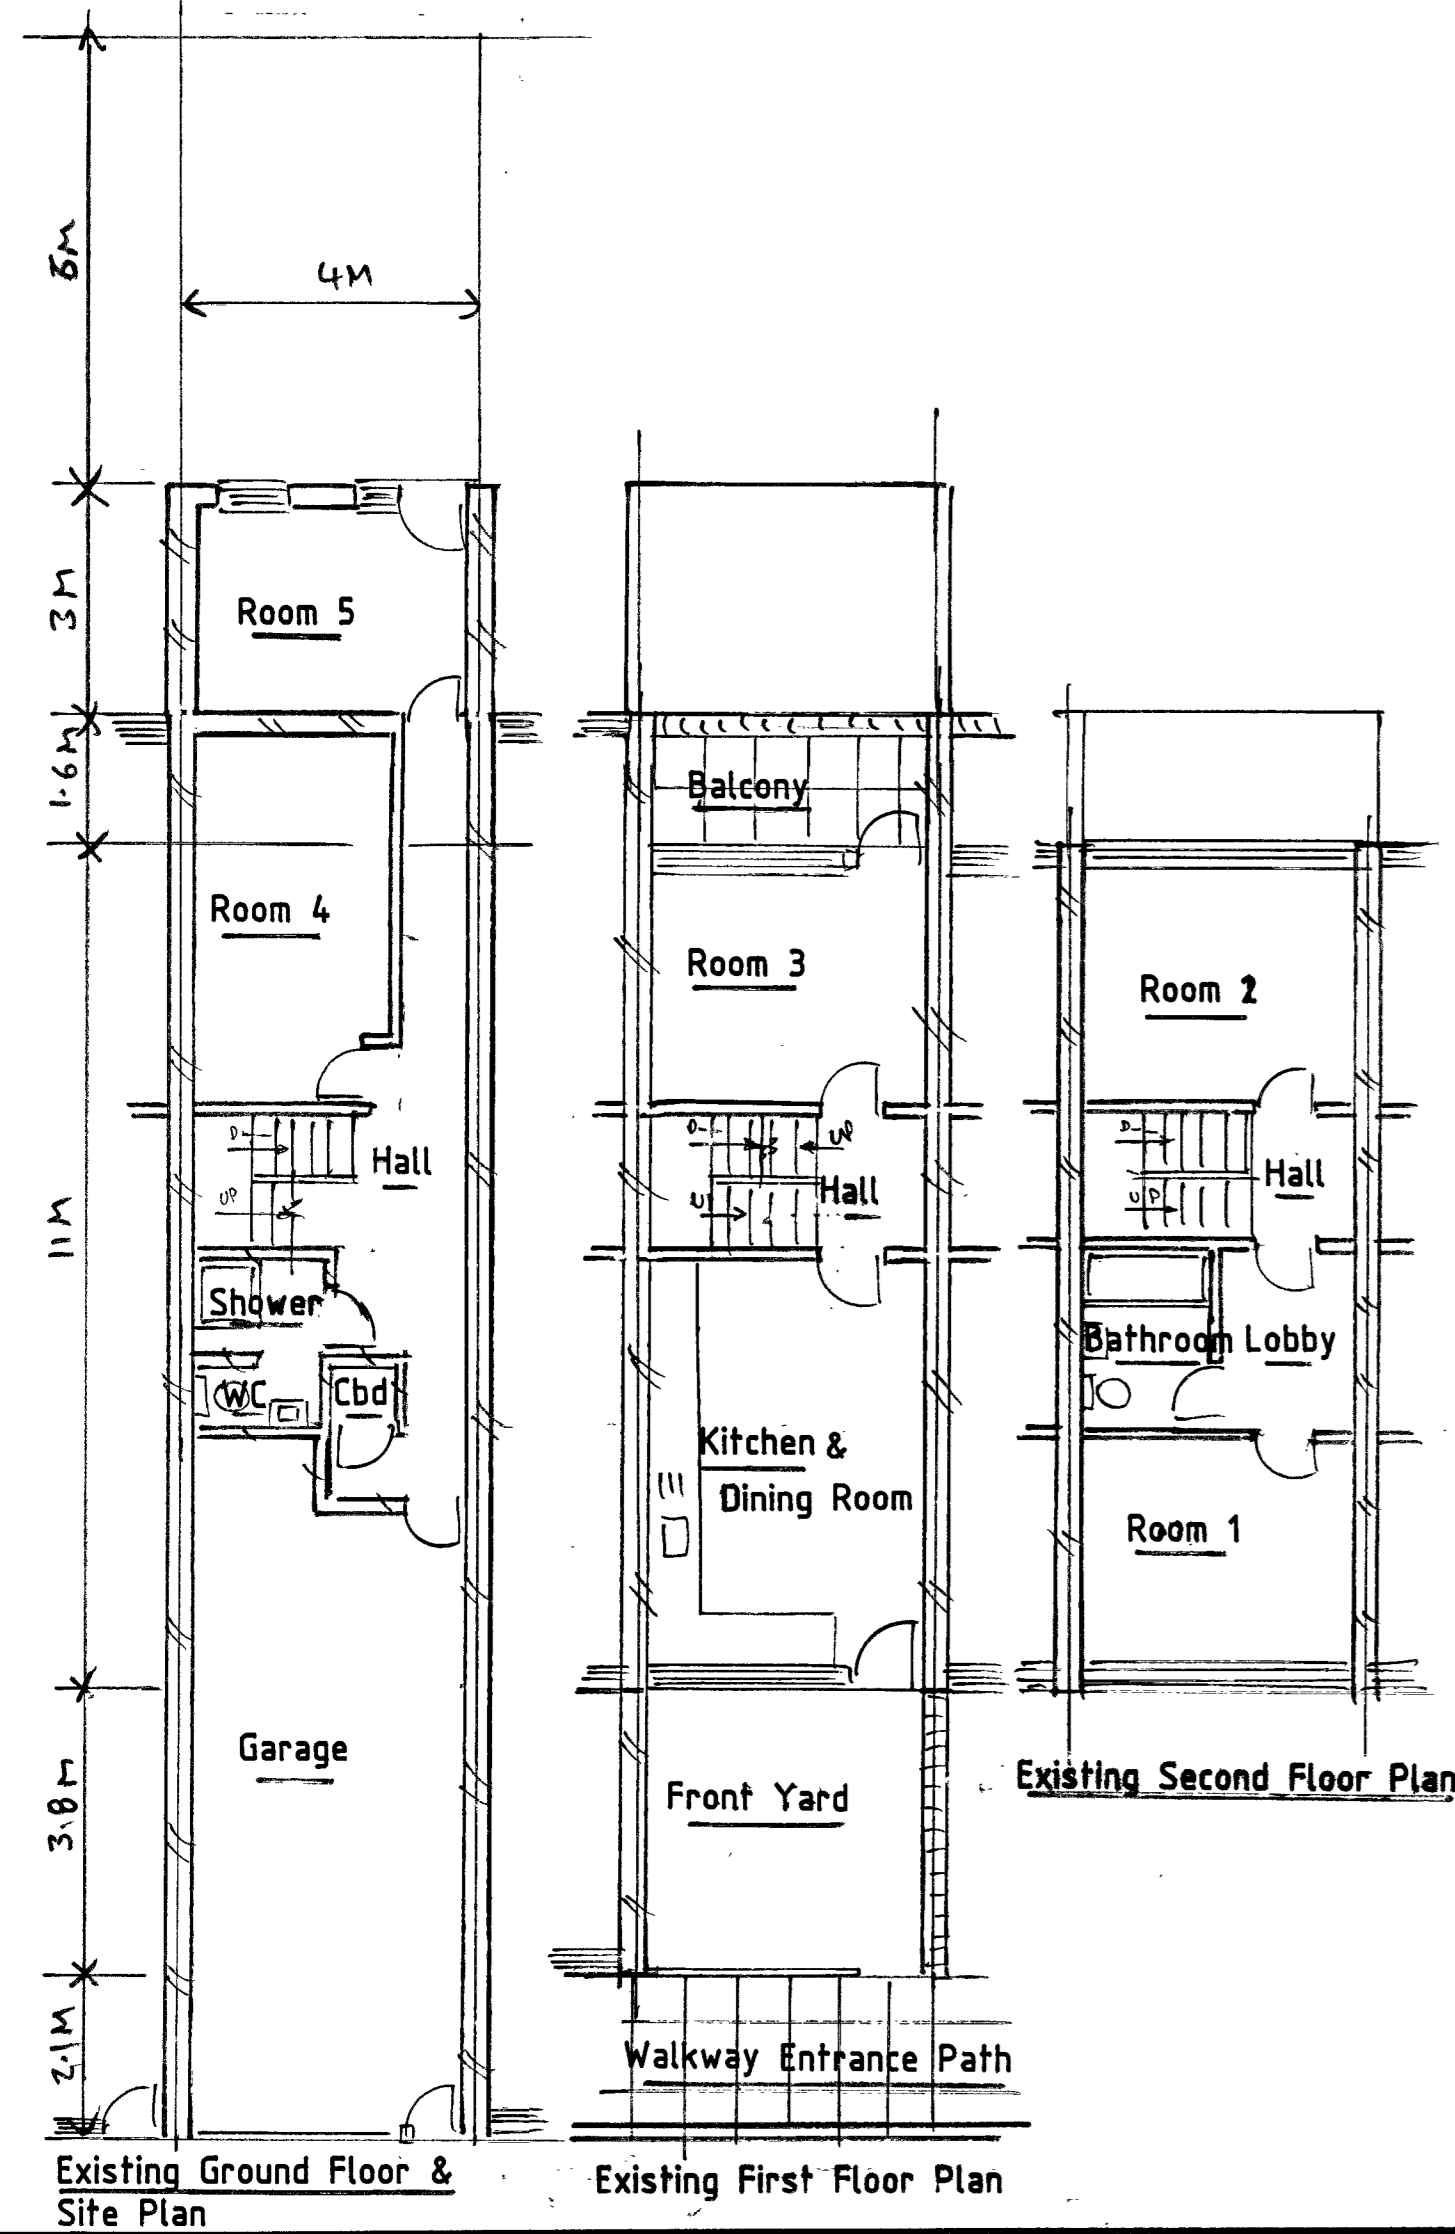 6M
4M
3M
1.6M
11M
3.8M
2.1M
Room 5
Room 4
D
UP
Hall
Shower
WC
Cbd
Garage
Existing Ground Floor &
Site Plan
Balcony
Room 3
D
UP
U
Hall
Kitchen &
Dining Room
Front Yard
Walkway Entrance Path
Existing First Floor Plan
Room 2
D
UP
Hall
Bathroom Lobby
Room 1
Existing Second Floor Plan